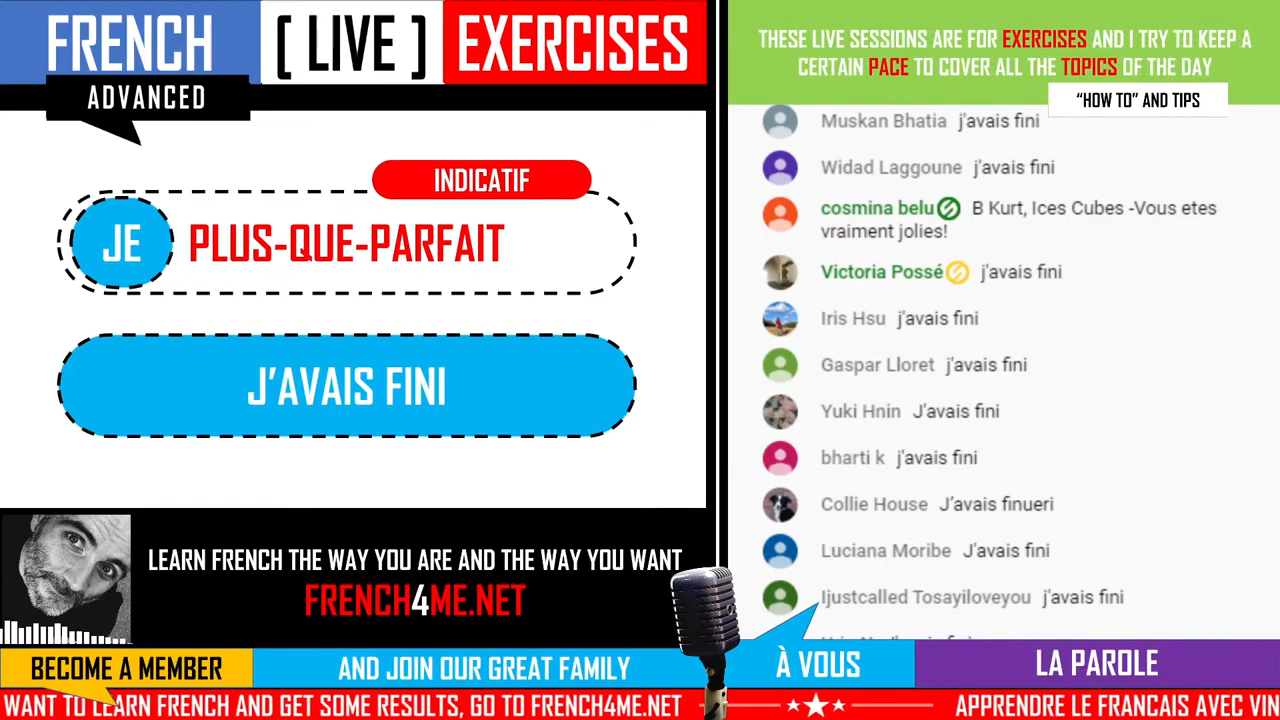 FRENCH [ LIVE ] EXERCISES
ADVANCED
INDICATIF
JE PLUS-QUE-PARFAIT
J’AVAIS FINI
LEARN FRENCH THE WAY YOU ARE AND THE WAY YOU WANT
FRENCH4ME.NET
THESE LIVE SESSIONS ARE FOR EXERCISES AND I TRY TO KEEP A
CERTAIN PACE TO COVER ALL THE TOPICS OF THE DAY
“HOW TO” AND TIPS
Muskan Bhatia j'avais fini
Widad Laggoune j'avais fini
cosmina belu B Kurt, Ices Cubes -Vous etes
vraiment jolies!
Victoria Possé j'avais fini
Iris Hsu j'avais fini
Gaspar Lloret j'avais fini
Yuki Hnin J'avais fini
bharti k j'avais fini
Collie House J'avais finueri
Luciana Moribe J'avais fini
Ijustcalled Tosayiloveyou j'avais fini
BECOME A MEMBER AND JOIN OUR GREAT FAMILY
À VOUS LA PAROLE
WANT TO LEARN FRENCH AND GET SOME RESULTS, GO TO FRENCH4ME.NET
APPRENDRE LE FRANCAIS AVEC VIN